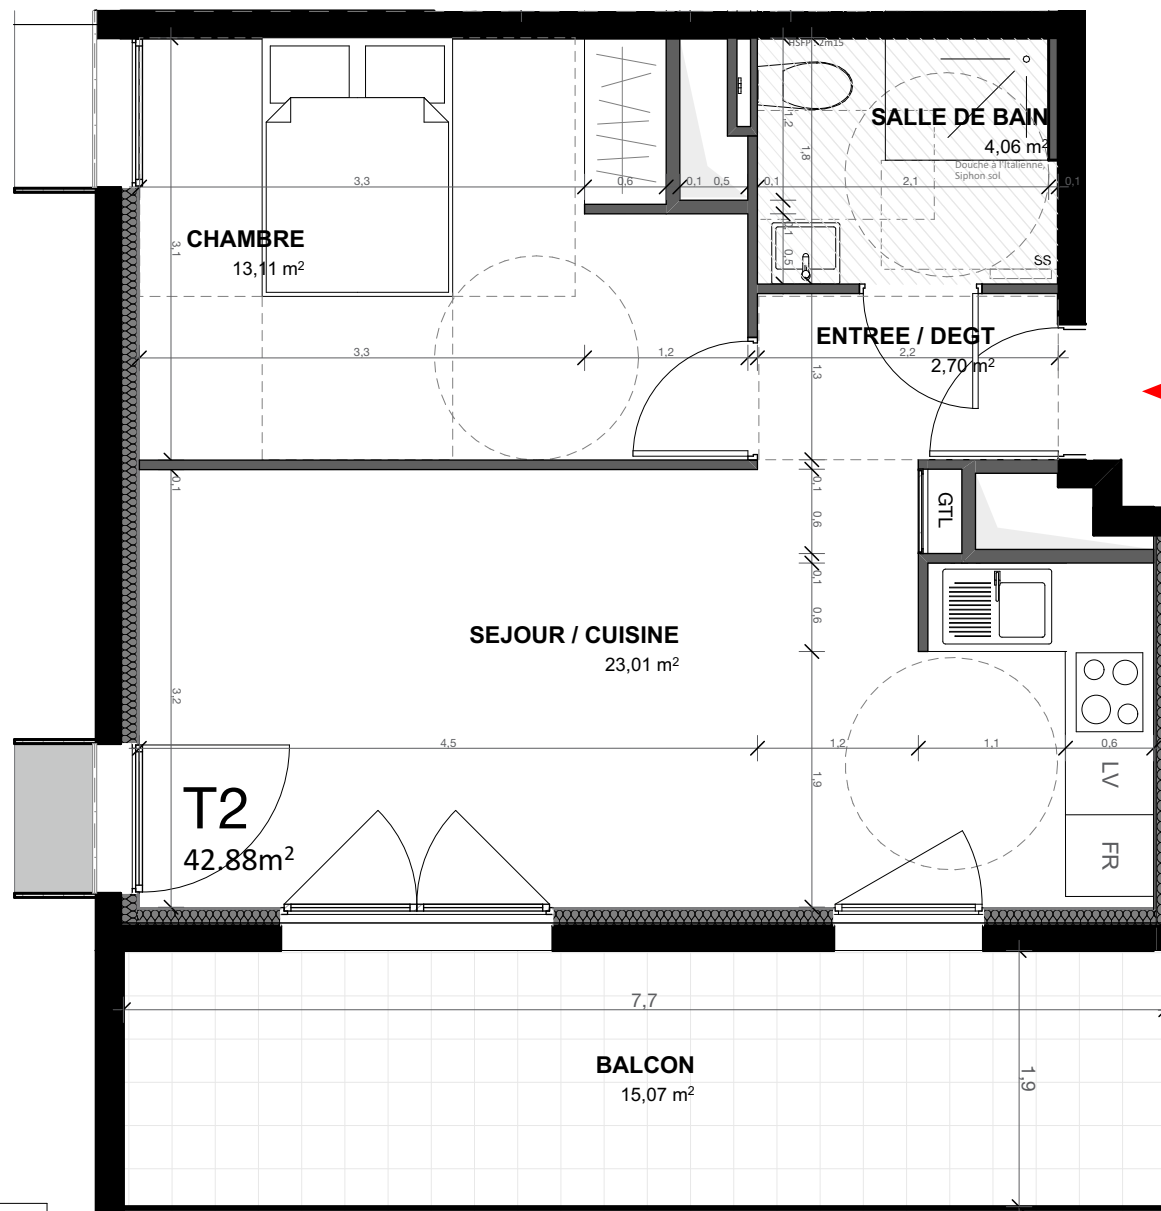 HSFP : 2m15
SALLE DE BAIN
4,06 m²
Douche à l'Italienne,
Siphon sol
1,2
1,8
3,3
0,6
0,1
0,5
0,1
2,1
0,1
CHAMBRE
13,11 m²
3,1
0,1
0,5
SS
ENTREE / DEGT
2,70 m²
3,3
1,2
2,2
1,3
0,1
0,1
0,6
GTL
0,1
0,6
SEJOUR / CUISINE
23,01 m²
3,2
4,5
1,2
1,1
0,6
1,9
LV
T2
42.88m²
FR
7,7
BALCON
15,07 m²
1,9